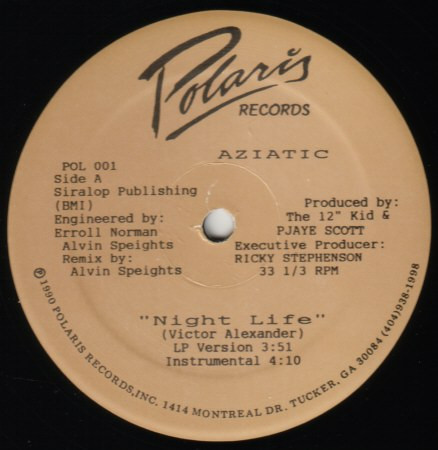 Polaris
RECORDS
AZIATIC
POL 001
Side A
Siralop Publishing
(BMI)
Engineered by:
Erroll Norman
Alvin Speights
Remix by:
Alvin Speights
Produced by:
The 12" Kid &
PJAYE SCOTT
Executive Producer:
RICKY STEPHENSON
33 1/3 RPM
"Night Life"
(Victor Alexander)
LP Version 3:51
Instrumental 4:10
℗ 1990 POLARIS RECORDS, INC. 1414 MONTREAL DR. TUCKER, GA 30084 (404)938-1998